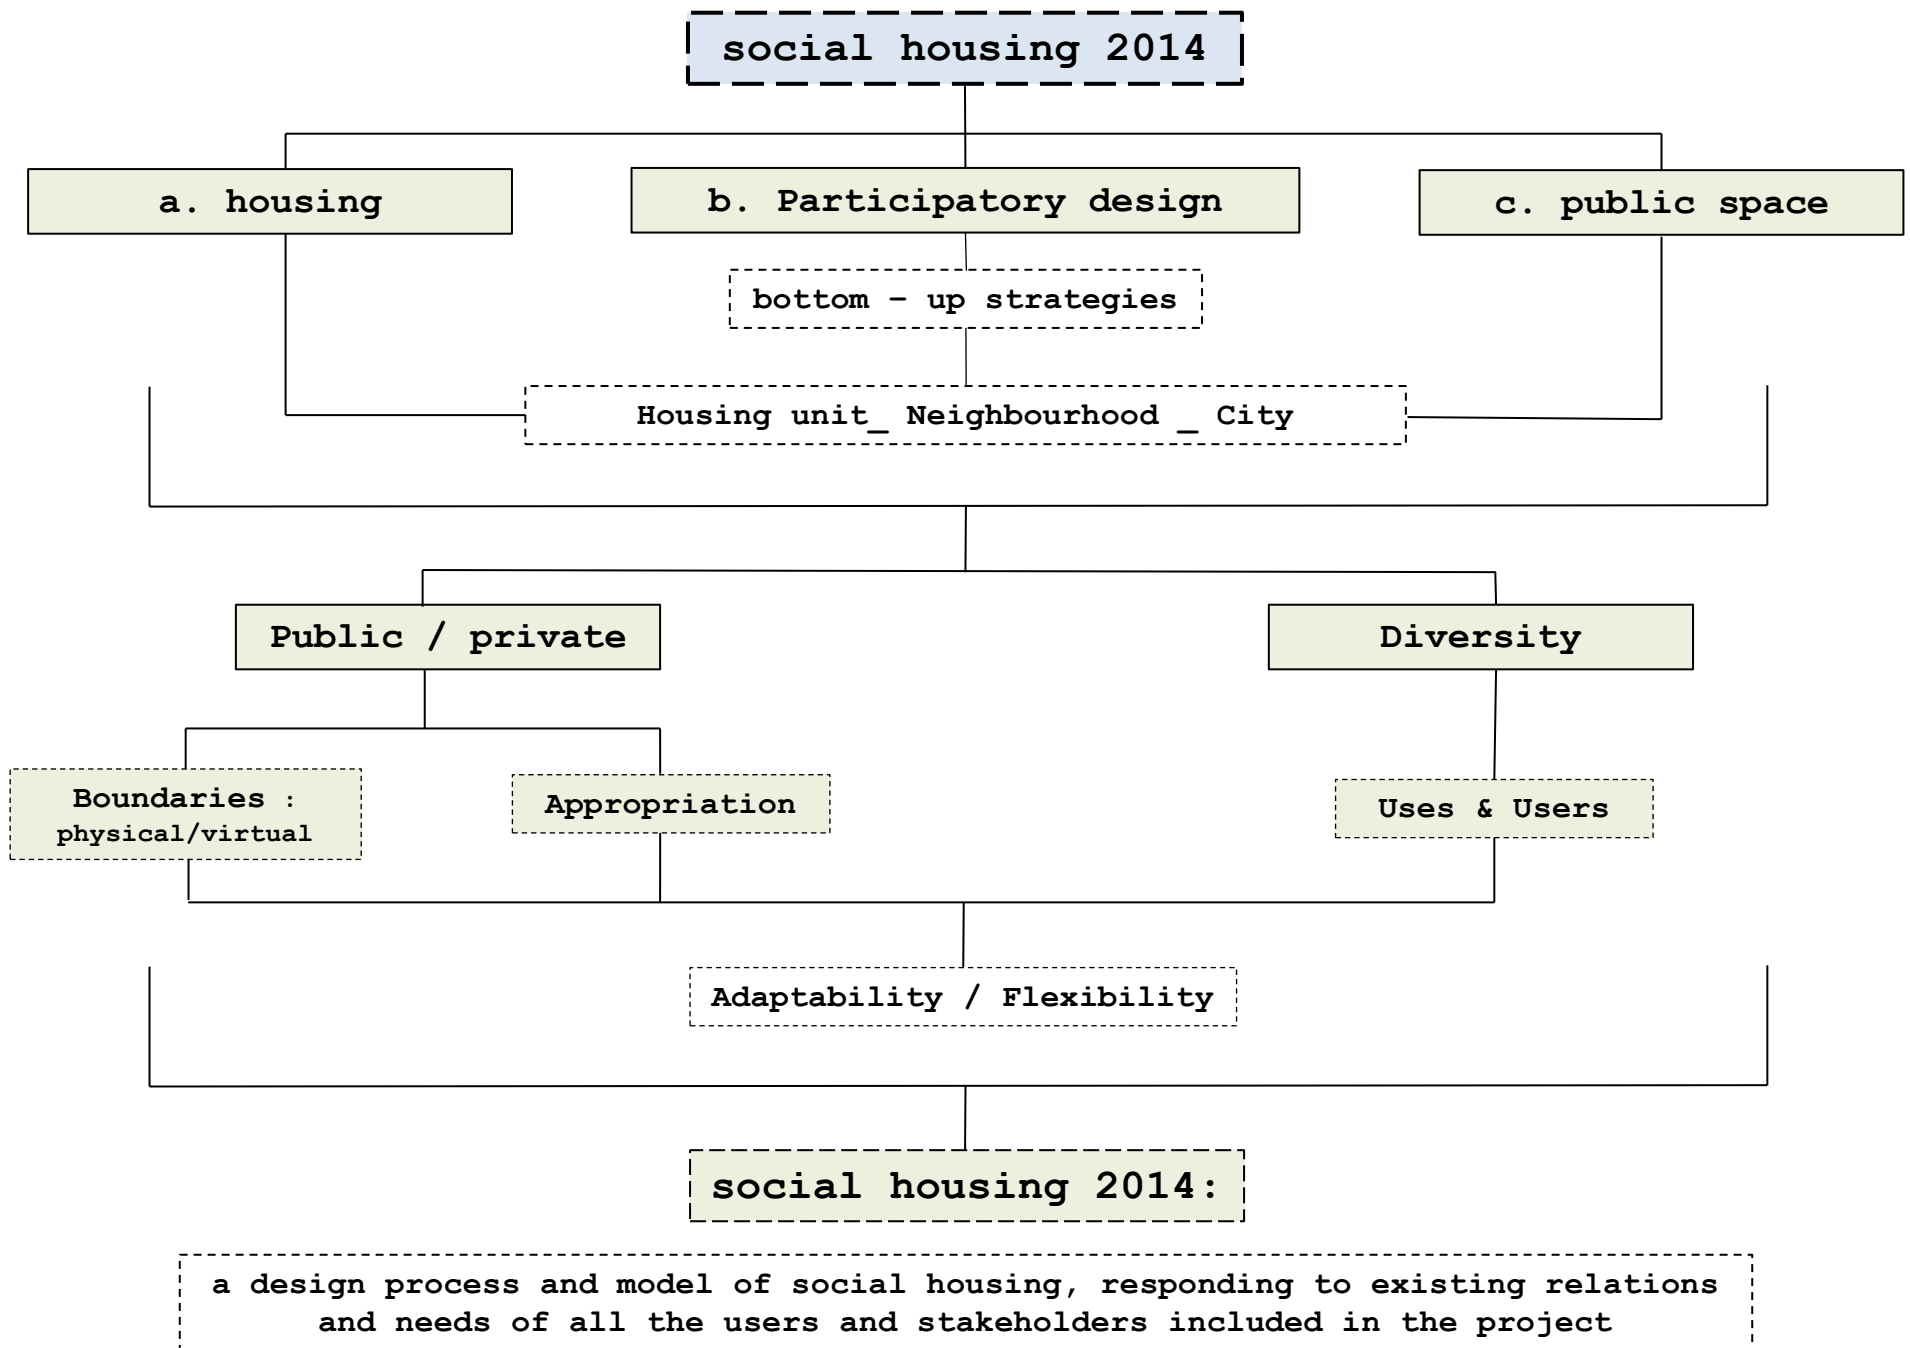 social housing 2014
a. housing
b. Participatory design
c. public space
bottom – up strategies
Housing unit_ Neighbourhood _ City
Public / private
Diversity
Boundaries :
physical/virtual
Appropriation
Uses & Users
Adaptability / Flexibility
social housing 2014:
a design process and model of social housing, responding to existing relations
and needs of all the users and stakeholders included in the project